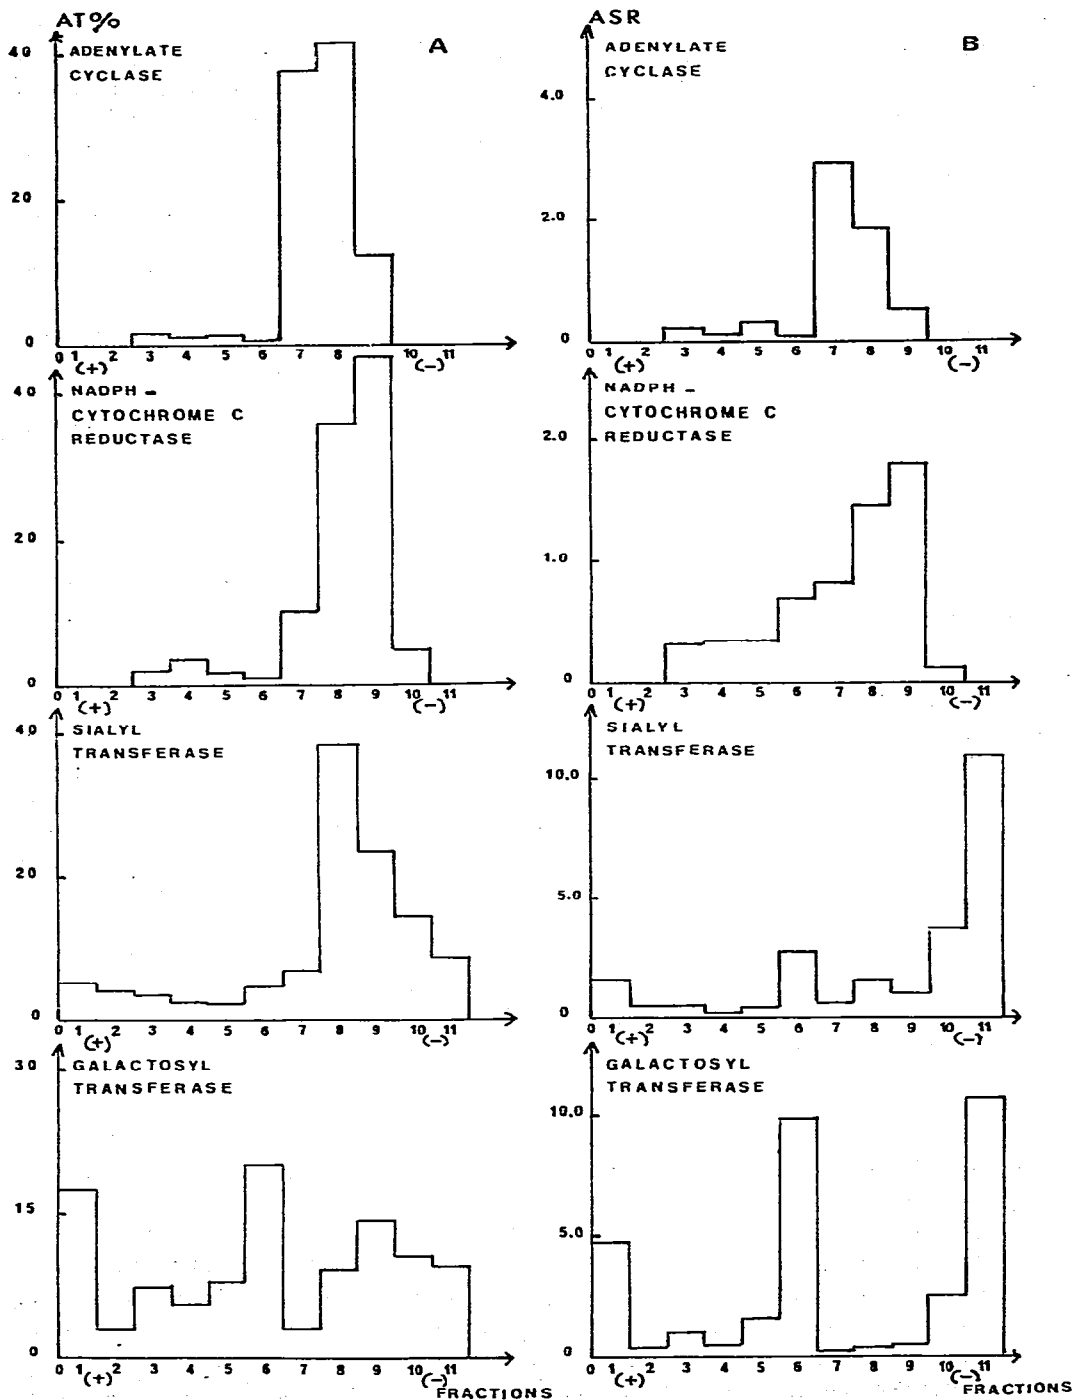 AT%
A
40
ADENYLATE
CYCLASE
20
0
0 1 2 3 4 5 6 7 8 9 10 11
(+) (−)
40
NADPH –
CYTOCHROME C
REDUCTASE
20
0
0 1 2 3 4 5 6 7 8 9 10 11
(+) (−)
40
SIALYL
TRANSFERASE
20
0
0 1 2 3 4 5 6 7 8 9 10 11
(+) (−)
30
GALACTOSYL
TRANSFERASE
15
0
0 1 2 3 4 5 6 7 8 9 10 11
(+) (−)
FRACTIONS
ASR
B
ADENYLATE
CYCLASE
4.0
2.0
0
0 1 2 3 4 5 6 7 8 9 10 11
(+) (−)
NADPH –
CYTOCHROME C
REDUCTASE
2.0
1.0
0
0 1 2 3 4 5 6 7 8 9 10 11
(+) (−)
SIALYL
TRANSFERASE
10.0
5.0
0
0 1 2 3 4 5 6 7 8 9 10 11
(+) (−)
GALACTOSYL
TRANSFERASE
10.0
5.0
0
0 1 2 3 4 5 6 7 8 9 10 11
(+) (−)
FRACTIONS